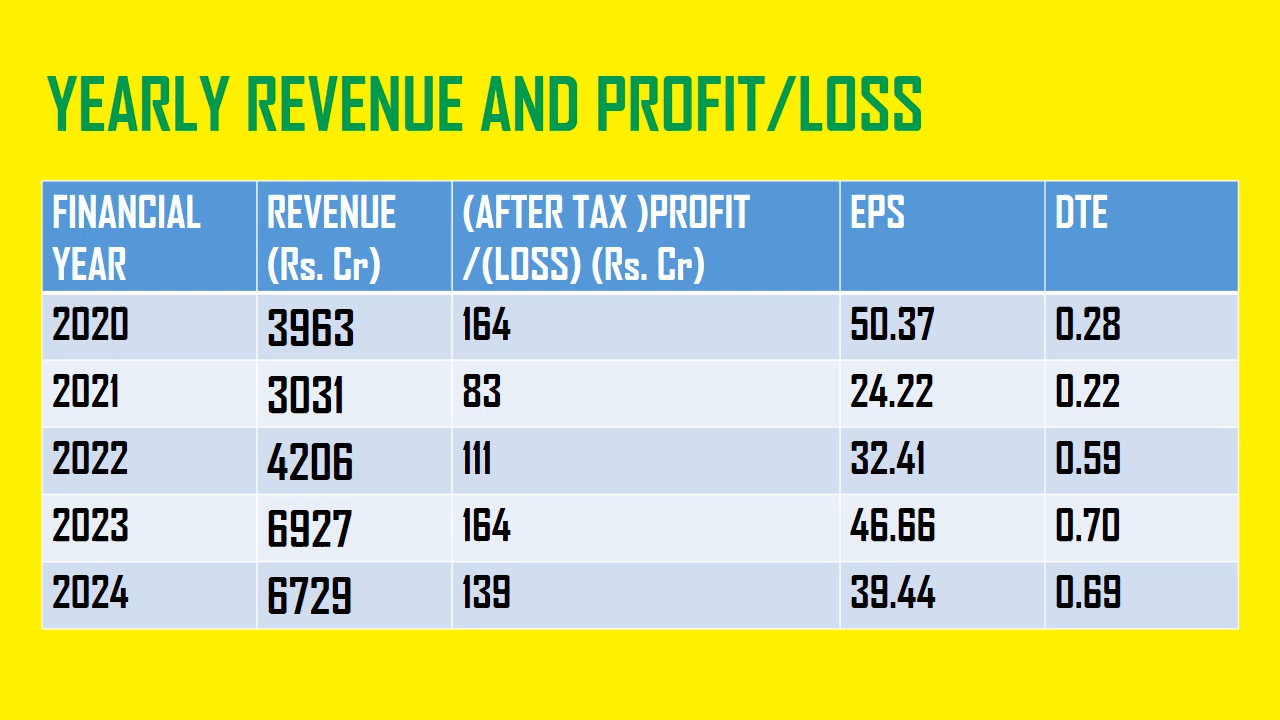 YEARLY REVENUE AND PROFIT/LOSS
FINANCIAL YEAR REVENUE (Rs. Cr) (AFTER TAX )PROFIT /(LOSS) (Rs. Cr) EPS DTE
2020 3963 164 50.37 0.28
2021 3031 83 24.22 0.22
2022 4206 111 32.41 0.59
2023 6927 164 46.66 0.70
2024 6729 139 39.44 0.69